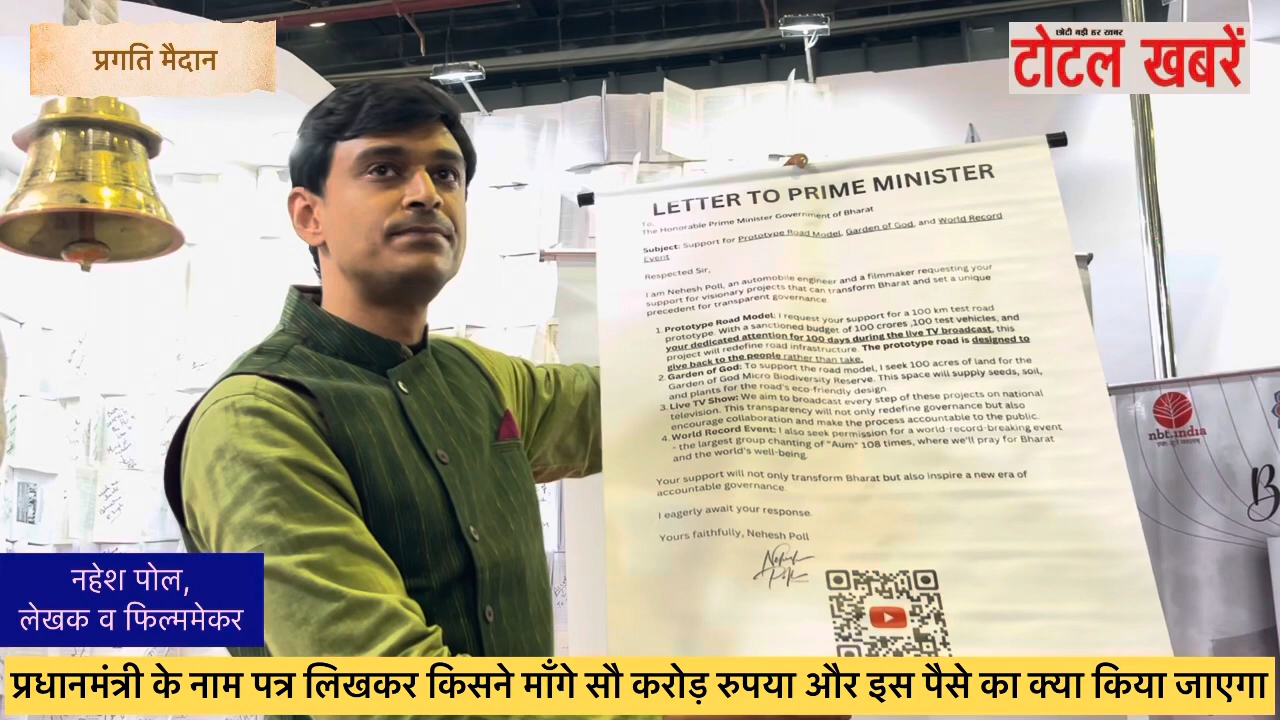 प्रगति मैदान
छोटी बड़ी हर खबर
टोटल खबरें
LETTER TO PRIME MINISTER
To,
The Honorable Prime Minister Government of Bharat
Subject: Support for Prototype Road Model, Garden of God, and World Record
Event
Respected Sir,
I am Nehesh Poll, an automobile engineer and a filmmaker requesting your
support for visionary projects that can transform Bharat and set a unique
precedent for transparent governance.
1. Prototype Road Model: I request your support for a 100 km test road
prototype. With a sanctioned budget of 100 crores ,100 test vehicles, and
your dedicated attention for 100 days during the live TV broadcast, this
project will redefine road infrastructure. The prototype road is designed to
give back to the people rather than take.
2. Garden of God: To support the road model, I seek 100 acres of land for the
Garden of God Micro Biodiversity Reserve. This space will supply seeds, soil,
and plants for the road's eco-friendly design.
3. Live TV Show: We aim to broadcast every step of these projects on national
television. This transparency will not only redefine governance but also
encourage collaboration and make the process accountable to the public.
4. World Record Event: I also seek permission for a world-record-breaking event
- the largest group chanting of "Aum" 108 times, where we'll pray for Bharat
and the world's well-being.
Your support will not only transform Bharat but also inspire a new era of
accountable governance.
I eagerly await your response.
Yours faithfully, Nehesh Poll
Nehesh
Poll
nbt.india
नहेश पोल,
लेखक व फिल्ममेकर
प्रधानमंत्री के नाम पत्र लिखकर किसने माँगे सौ करोड़ रुपया और इस पैसे का क्या किया जाएगा